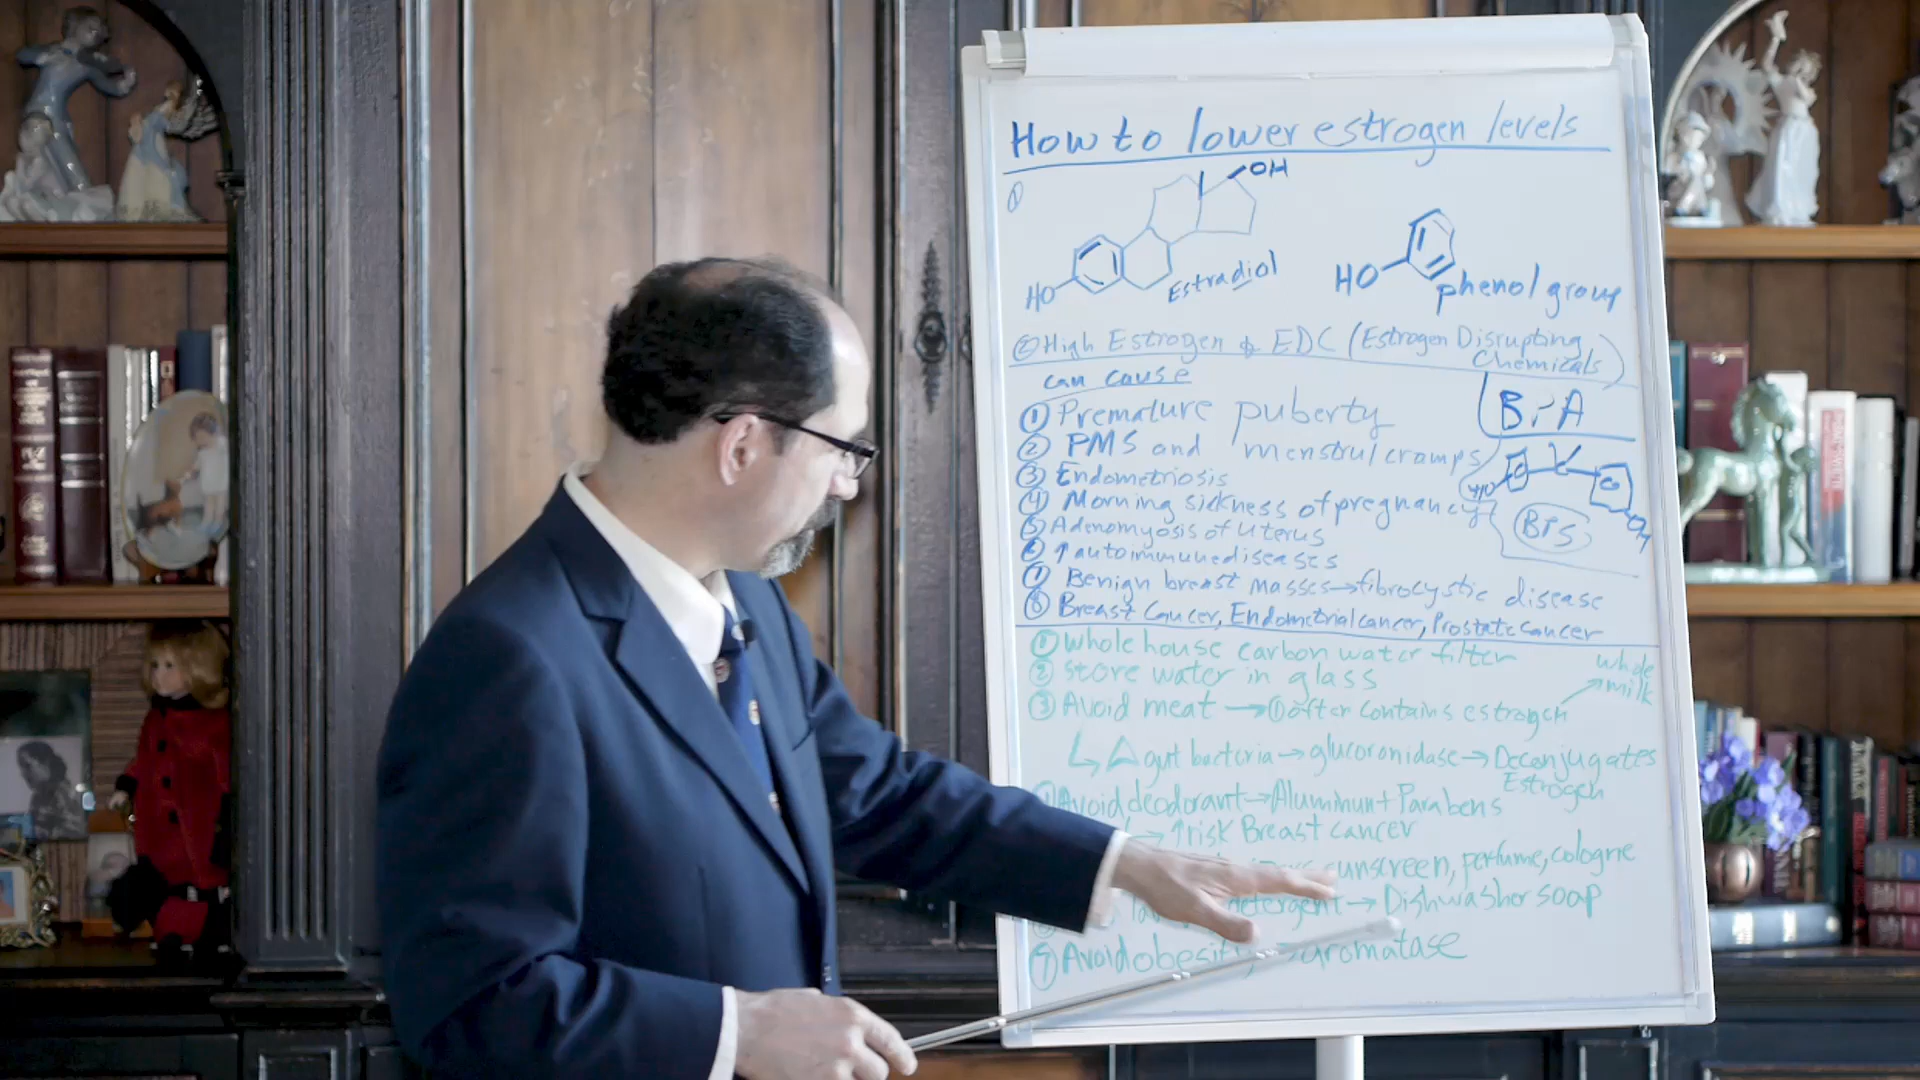 How to lower estrogen levels
①
OH
HO
Estradiol
HO
phenol group
② High Estrogen & EDC (Estrogen Disrupting
Chemicals)
can cause
① Premature puberty
BPA
② PMS and menstrul cramps
③ Endometriosis
HO
④ Morning sickness of pregnancy
OH
BPS
⑤ Adenomyosis of uterus
⑥ ↑ autoimmune diseases
⑦ Benign breast masses → fibrocystic disease
⑧ Breast Cancer, Endometrial cancer, Prostate cancer
① whole house carbon water filter
② store water in glass
whole milk
③ Avoid meat → ① often contains estrogen
↳ Δ gut bacteria → glucoronidase → Deconjugates
Estrogen
Avoid deodorant → Aluminum + Parabens
→ ↑ risk Breast cancer
sunscreen, perfume, cologne
detergent → Dishwasher soap
⑦ Avoid obesity → aromatase